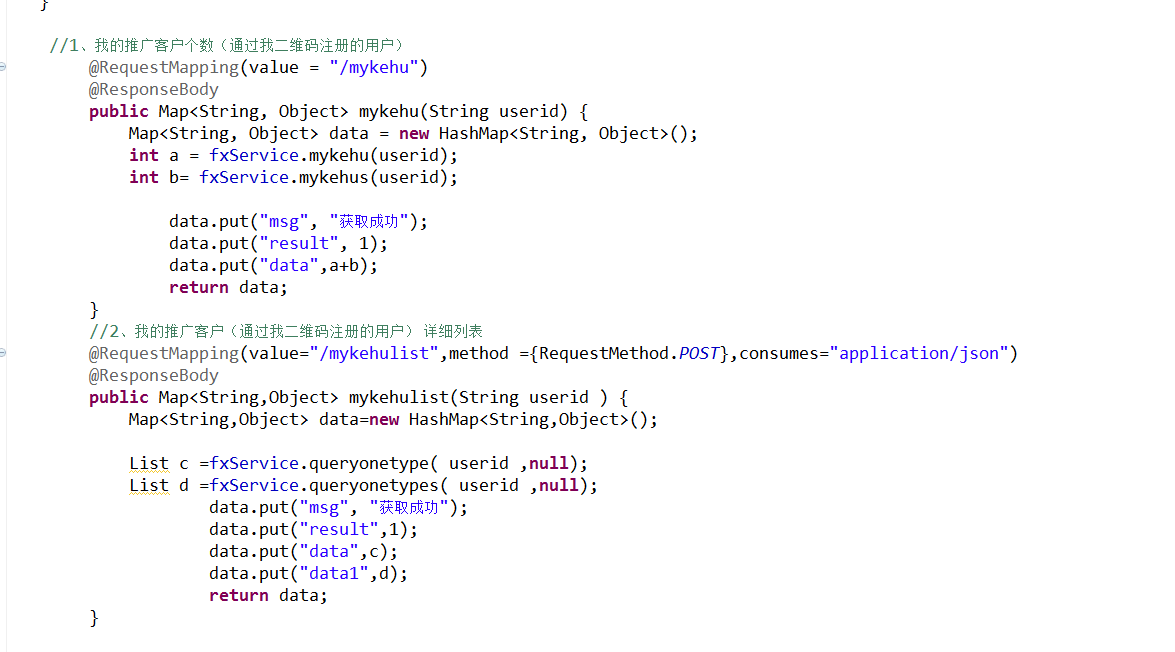 }
//1、我的推广客户个数（通过我二维码注册的用户）
@RequestMapping(value = "/mykehu")
@ResponseBody
public Map<String, Object> mykehu(String userid) {
Map<String, Object> data = new HashMap<String, Object>();
int a = fxService.mykehu(userid);
int b= fxService.mykehus(userid);
data.put("msg", "获取成功");
data.put("result", 1);
data.put("data",a+b);
return data;
}
//2、我的推广客户（通过我二维码注册的用户） 详细列表
@RequestMapping(value="/mykehulist",method ={RequestMethod.POST},consumes="application/json")
@ResponseBody
public Map<String,Object> mykehulist(String userid ) {
Map<String,Object> data=new HashMap<String,Object>();
List c =fxService.queryonetype( userid ,null);
List d =fxService.queryonetypes( userid ,null);
data.put("msg", "获取成功");
data.put("result",1);
data.put("data",c);
data.put("data1",d);
return data;
}